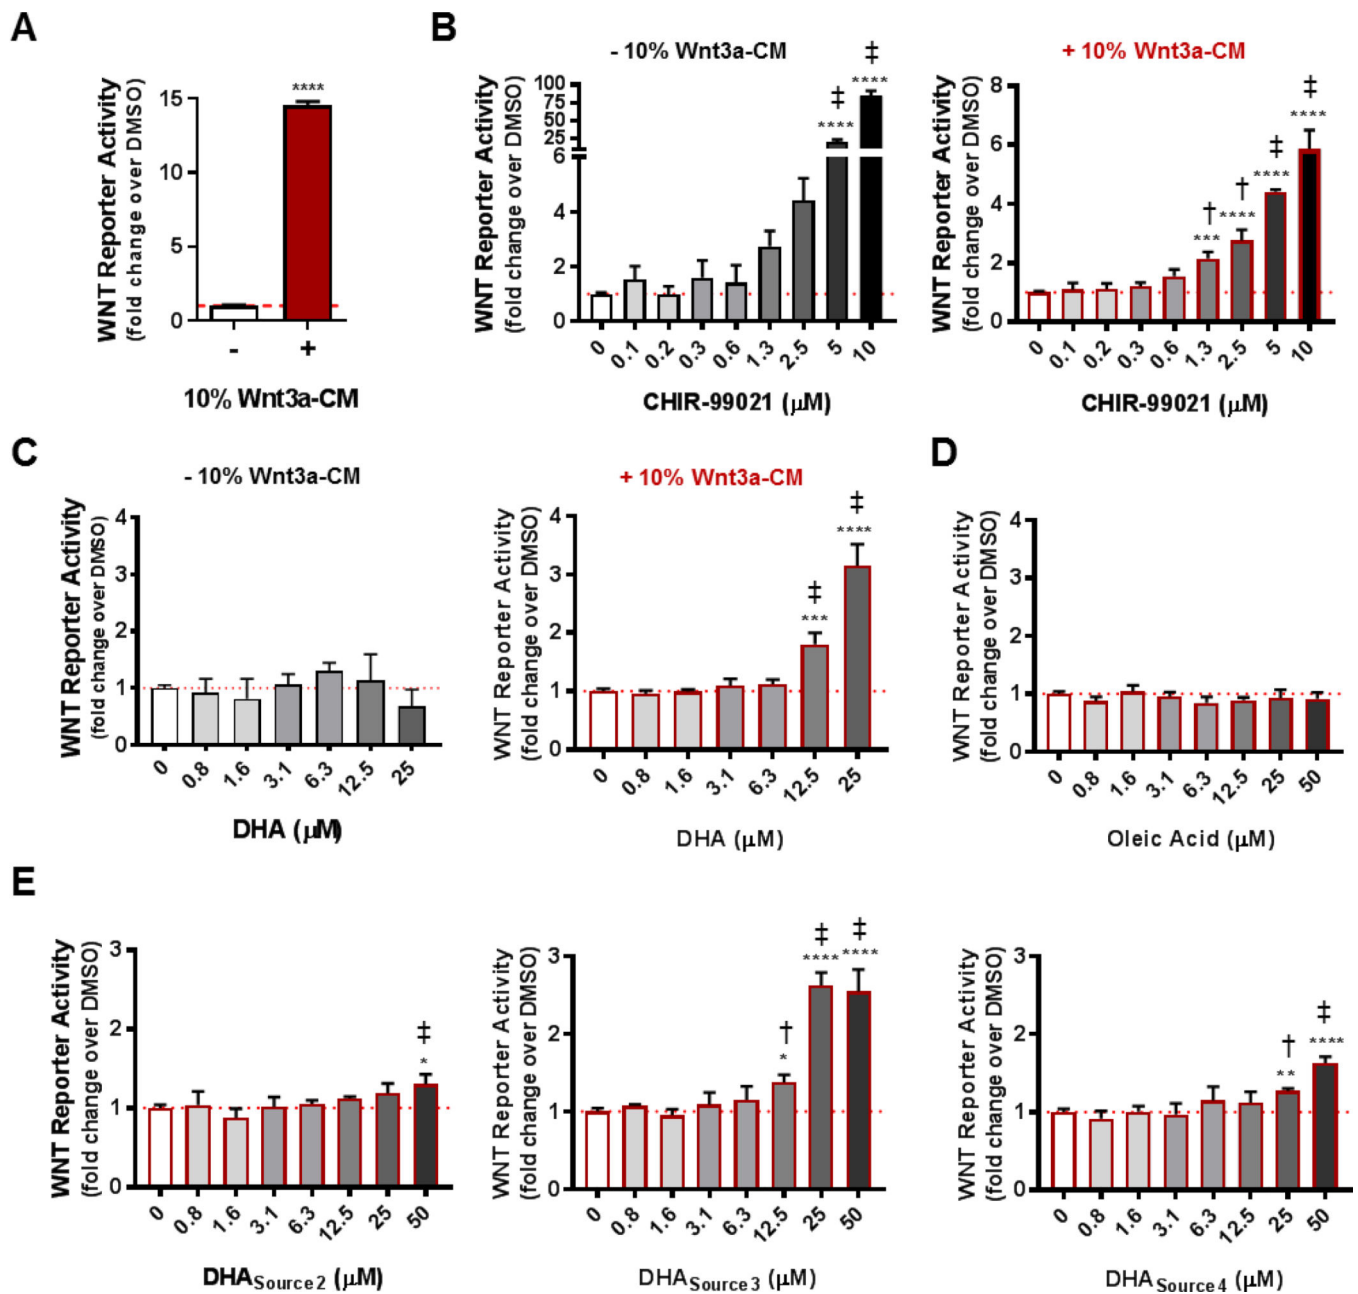 A
WNT Reporter Activity
(fold change over DMSO)
15
10
5
0
****
- +
10% Wnt3a-CM
B
- 10% Wnt3a-CM
WNT Reporter Activity
(fold change over DMSO)
100
75
50
25
6
4
2
0
‡ ‡
**** ****
0 0.1 0.2 0.3 0.6 1.3 2.5 5 10
CHIR-99021 (µM)
+ 10% Wnt3a-CM
WNT Reporter Activity
(fold change over DMSO)
8
6
4
2
0
† † ‡ ‡
*** **** **** ****
0 0.1 0.2 0.3 0.6 1.3 2.5 5 10
CHIR-99021 (µM)
C
- 10% Wnt3a-CM
WNT Reporter Activity
(fold change over DMSO)
4
3
2
1
0
0 0.8 1.6 3.1 6.3 12.5 25
DHA (µM)
+ 10% Wnt3a-CM
WNT Reporter Activity
(fold change over DMSO)
4
3
2
1
0
‡ ‡
*** ****
0 0.8 1.6 3.1 6.3 12.5 25
DHA (µM)
D
WNT Reporter Activity
(fold change over DMSO)
4
3
2
1
0
0 0.8 1.6 3.1 6.3 12.5 25 50
Oleic Acid (µM)
E
WNT Reporter Activity
(fold change over DMSO)
3
2
1
0
‡
*
0 0.8 1.6 3.1 6.3 12.5 25 50
DHA Source 2 (µM)
WNT Reporter Activity
(fold change over DMSO)
3
2
1
0
† ‡ ‡
* **** ****
0 0.8 1.6 3.1 6.3 12.5 25 50
DHA Source 3 (µM)
WNT Reporter Activity
(fold change over DMSO)
3
2
1
0
† ‡
** ****
0 0.8 1.6 3.1 6.3 12.5 25 50
DHA Source 4 (µM)